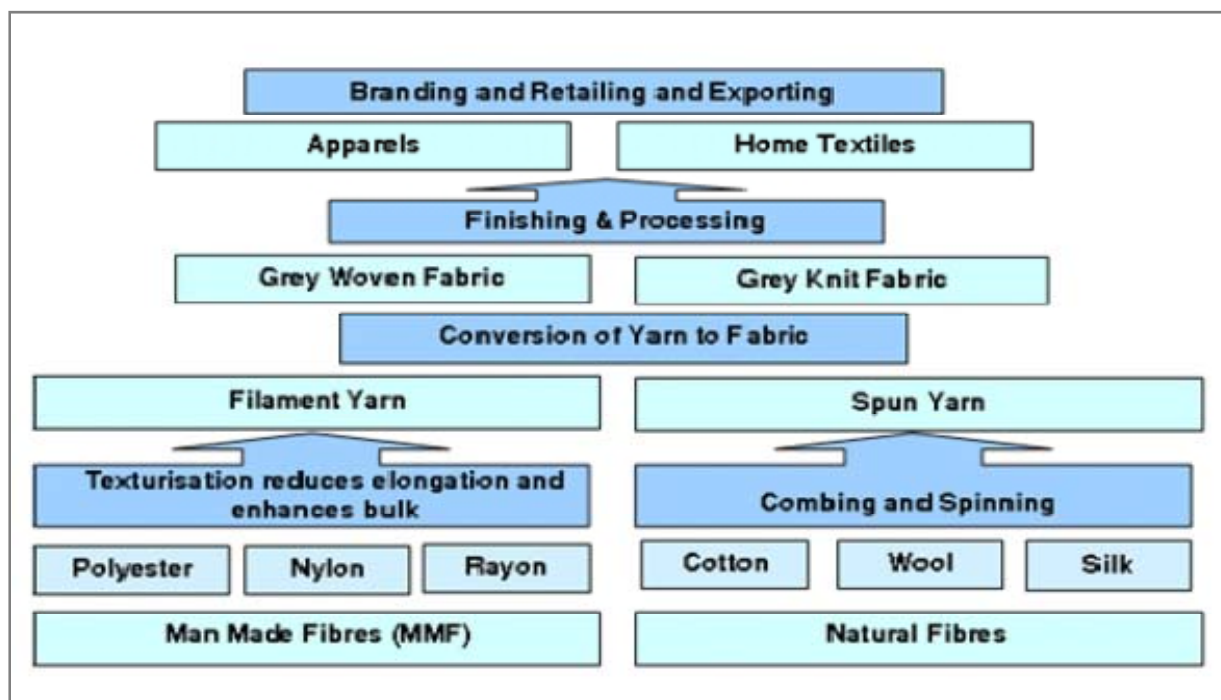 Branding and Retailing and Exporting
Apparels
Home Textiles
Finishing & Processing
Grey Woven Fabric
Grey Knit Fabric
Conversion of Yarn to Fabric
Filament Yarn
Spun Yarn
Texturisation reduces elongation and
enhances bulk
Combing and Spinning
Polyester
Nylon
Rayon
Cotton
Wool
Silk
Man Made Fibres (MMF)
Natural Fibres